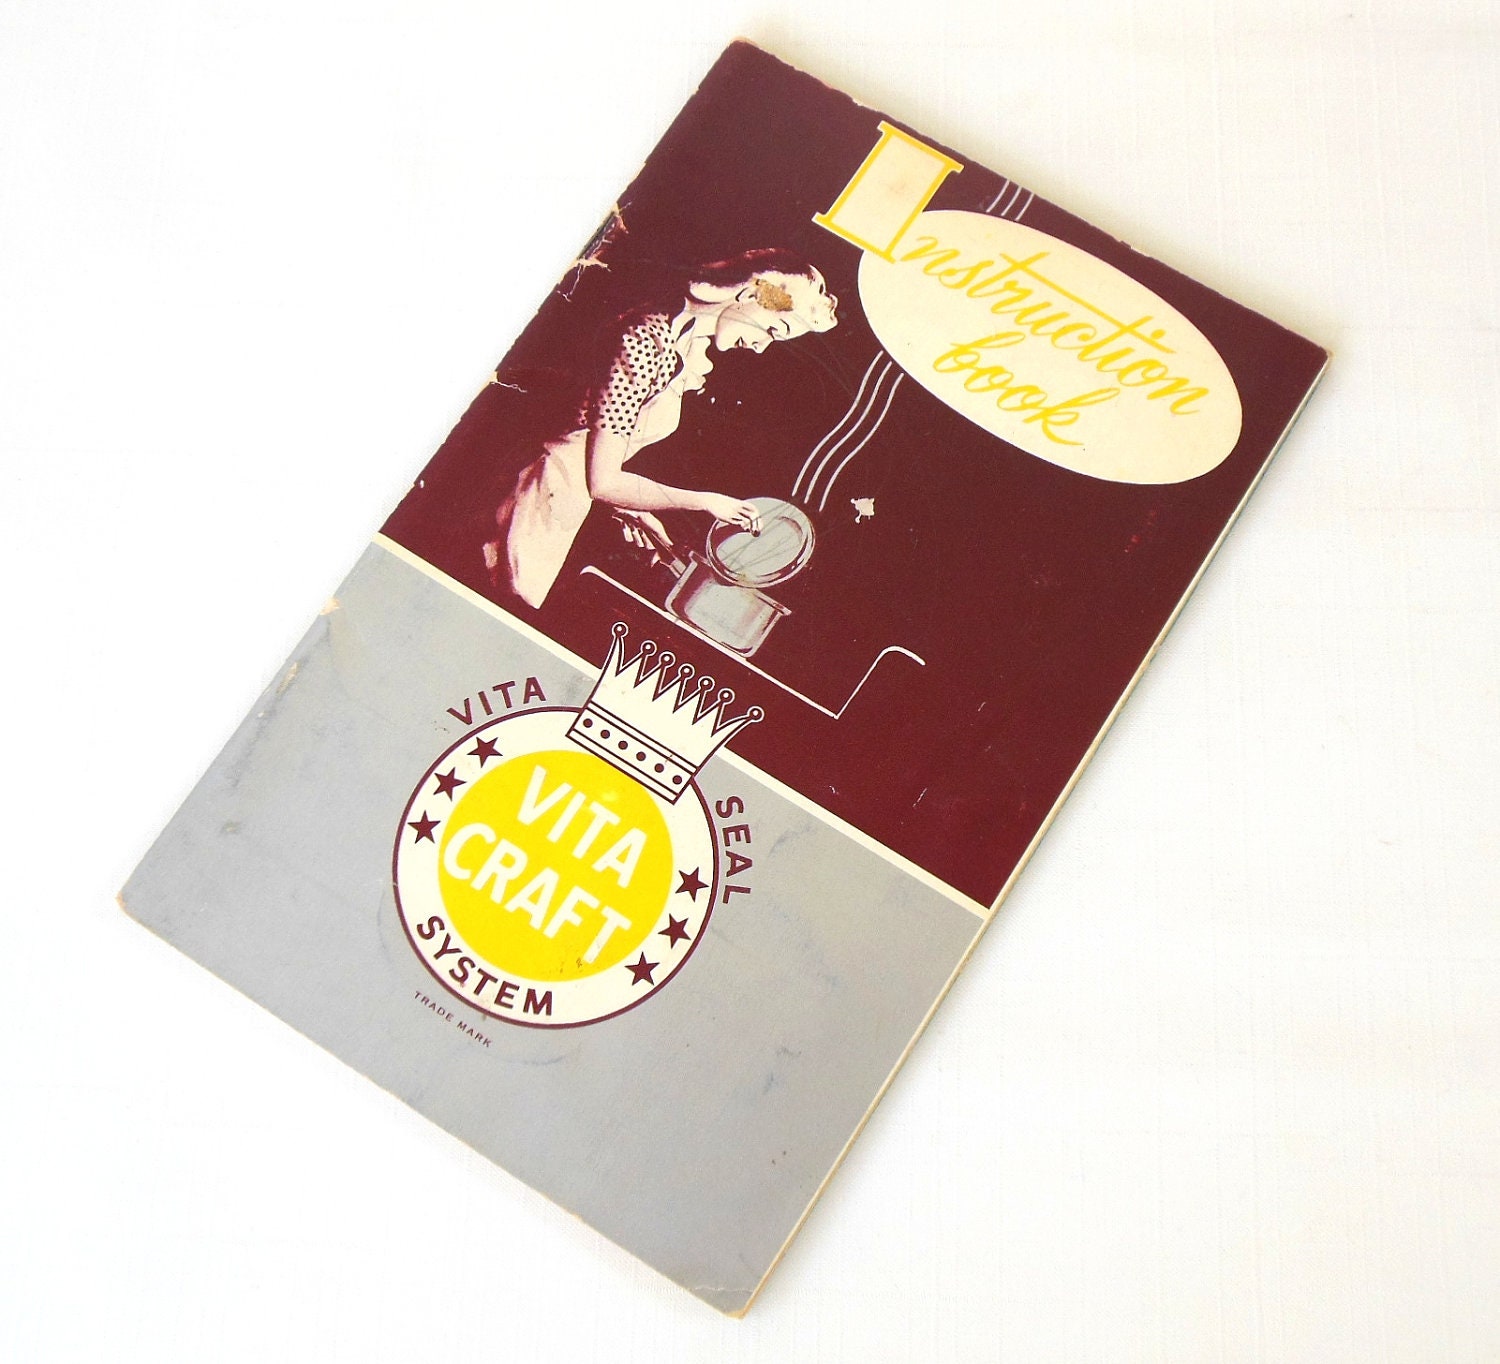 Instruction
book
VITA
SEAL
VITA
CRAFT
SYSTEM
TRADE MARK